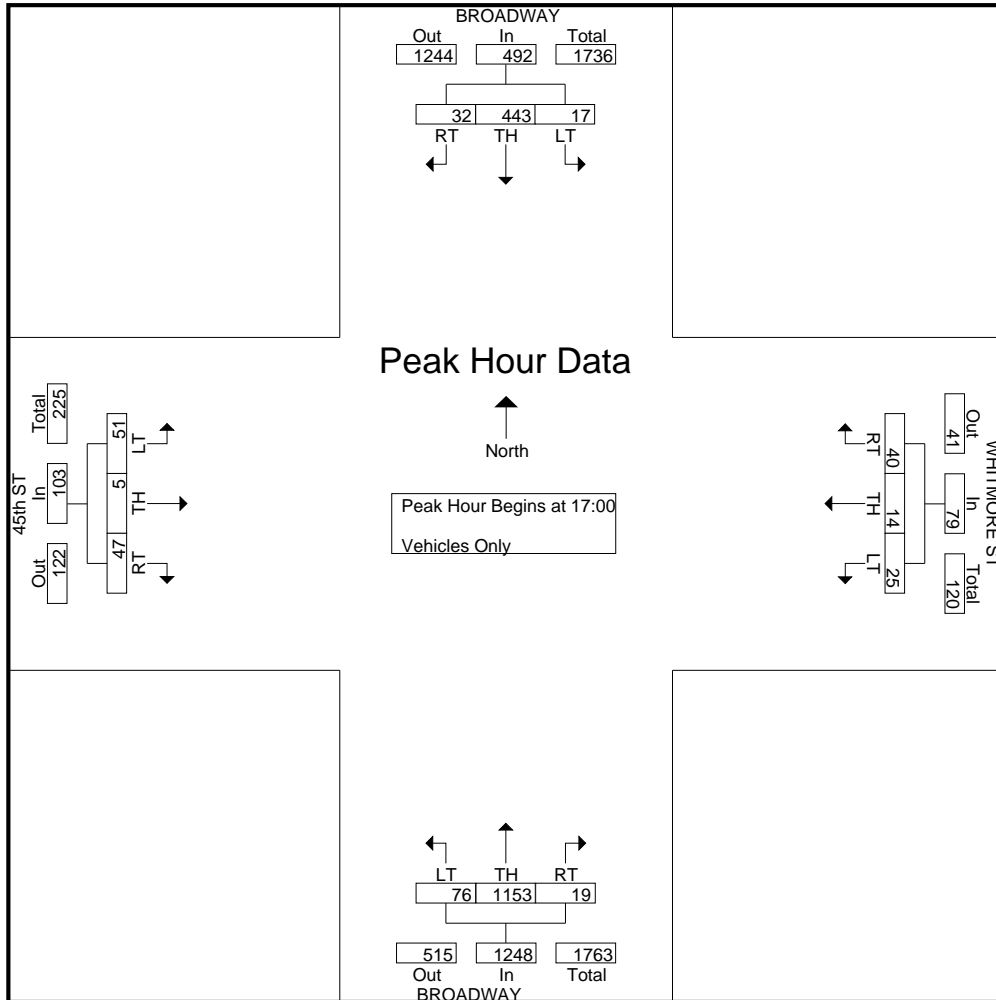 BROADWAY
Out In Total
1244 492 1736
32 443 17
RT TH LT
Peak Hour Data
North
Peak Hour Begins at 17:00
Vehicles Only
45th ST
Total In Out
225 103 122
51 5 47
LT TH RT
WHITMORE ST
Out In Total
41 79 120
40 14 25
RT TH LT
LT TH RT
76 1153 19
515 1248 1763
Out In Total
BROADWAY